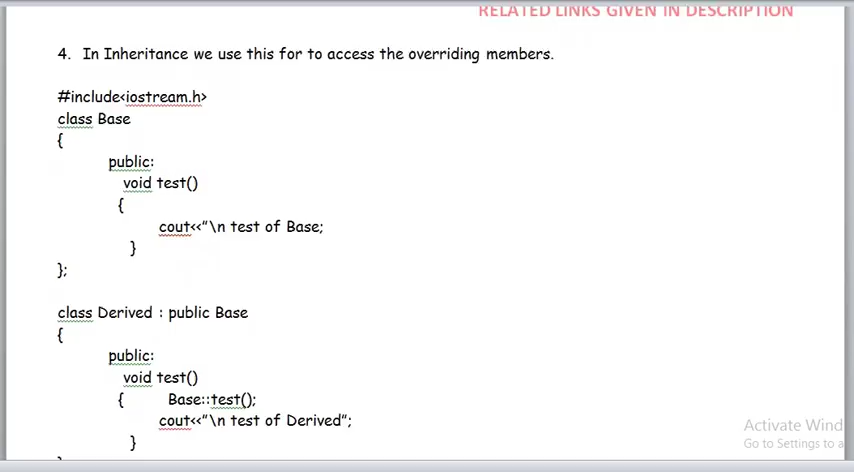 RELATED LINKS GIVEN IN DESCRIPTION
4. In Inheritance we use this for to access the overriding members.
#include<iostream.h>
class Base
{
public:
void test()
{
cout<<"\n test of Base;
}
};
class Derived : public Base
{
public:
void test()
{ Base::test();
cout<<"\n test of Derived";
}
Activate Wind
Go to Settings to a